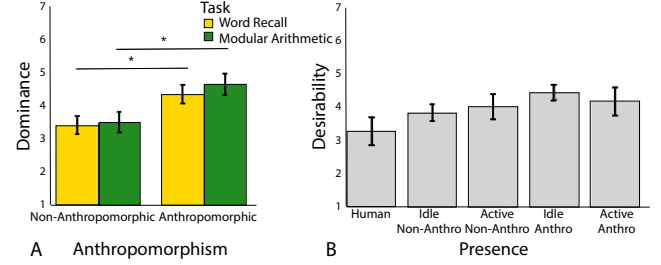 Task
Word Recall
Modular Arithmetic
7
6
5
4
3
2
1
Dominance
*
*
Non-Anthropomorphic Anthropomorphic
A Anthropomorphism
7
6
5
4
3
2
1
Desirability
Human Idle Active Idle Active
Non-Anthro Non-Anthro Anthro Anthro
B Presence